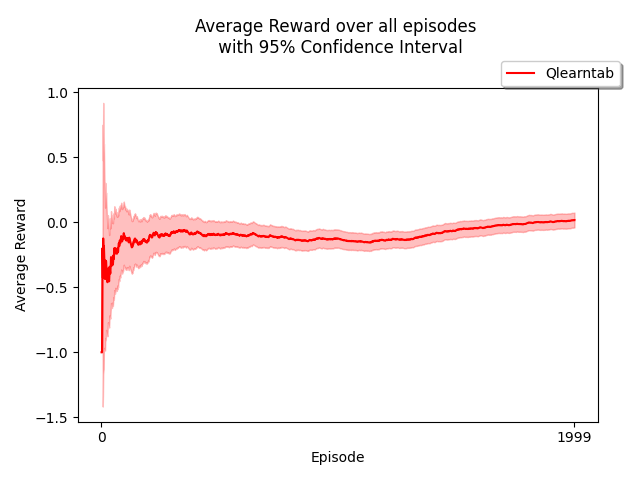 Average Reward over all episodes
with 95% Confidence Interval
Qlearntab
1.0
0.5
0.0
−0.5
−1.0
−1.5
Average Reward
0
1999
Episode